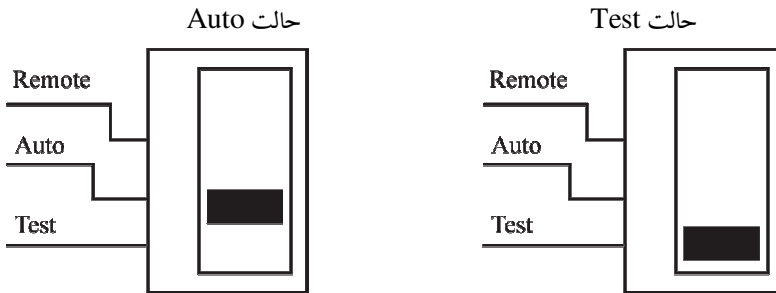 حالت Auto
Remote
Auto
Test
حالت Test
Remote
Auto
Test